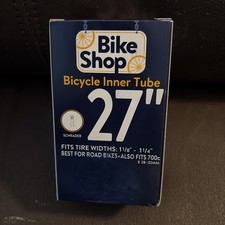 Bike
Shop
Bicycle Inner Tube
27"
SCHRADER
FITS TIRE WIDTHS: 1⅛" - 1¼"
BEST FOR ROAD BIKES-ALSO FITS 700c